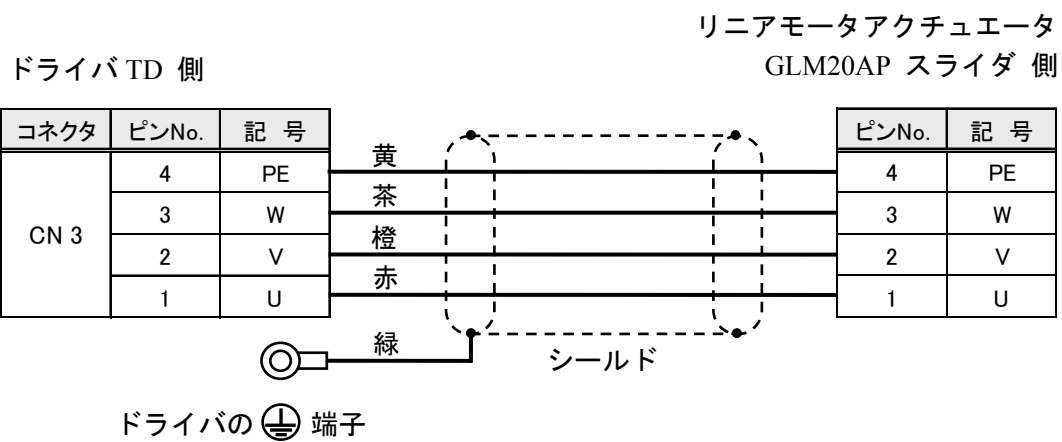 リニアモータアクチュエータ
ドライバ TD 側
GLM20AP スライダ 側
コネクタ ピンNo. 記 号
ピンNo. 記 号
CN 3
4 PE 黄 4 PE
3 W 茶 3 W
2 V 橙 2 V
1 U 赤 1 U
緑
シールド
ドライバの 端子